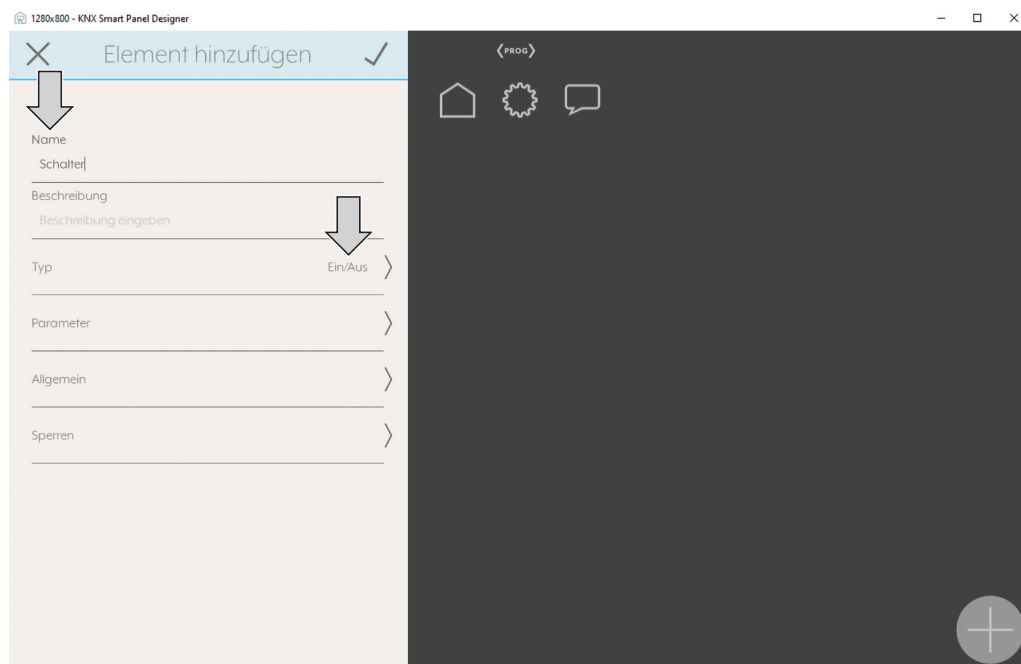 1280x800 - KNX Smart Panel Designer
Element hinzufügen
PROG
Name
Schalter
Beschreibung
Beschreibung eingeben
Typ
Ein/Aus
Parameter
Allgemein
Sperren